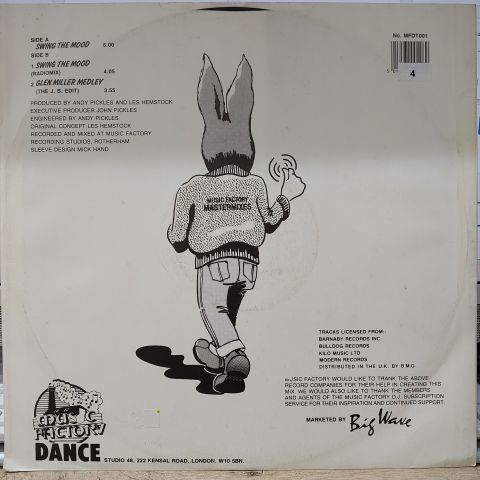 SIDE A
SWING THE MOOD 6.00
SIDE B
1 SWING THE MOOD
(RADIOMIX) 4.05
2 GLEN MILLER MEDLEY
(THE J. B. EDIT) 3.55
PRODUCED BY ANDY PICKLES AND LES HEMSTOCK
EXECUTIVE PRODUCER JOHN PICKLES
ENGINEERED BY ANDY PICKLES
ORIGINAL CONCEPT LES HEMSTOCK
RECORDED AND MIXED AT MUSIC FACTORY
RECORDING STUDIOS, ROTHERHAM
SLEEVE DESIGN MICK HAND
No. MFDT001
4
MUSIC FACTORY
MASTERMIXES
TRACKS LICENSED FROM:-
BARNABY RECORDS INC.
BULLDOG RECORDS
KILO MUSIC LTD
MODERN RECORDS
DISTRIBUTED IN THE U.K. BY B.M.G.
JSIC FACTORY WOULD LIKE TO THANK THE ABOVE
RECORD COMPANIES FOR THEIR HELP IN CREATING THIS
MIX. WE WOULD ALSO LIKE TO THANK THE MEMBERS
AND AGENTS OF THE MUSIC FACTORY D.J. SUBSCRIPTION
SERVICE FOR THEIR INSPIRATION AND CONTINUED SUPPORT.
MARKETED BY Big Wave
MUSIC
FACTORY
DANCE
STUDIO 48, 222 KENSAL ROAD, LONDON. W10 5BN.